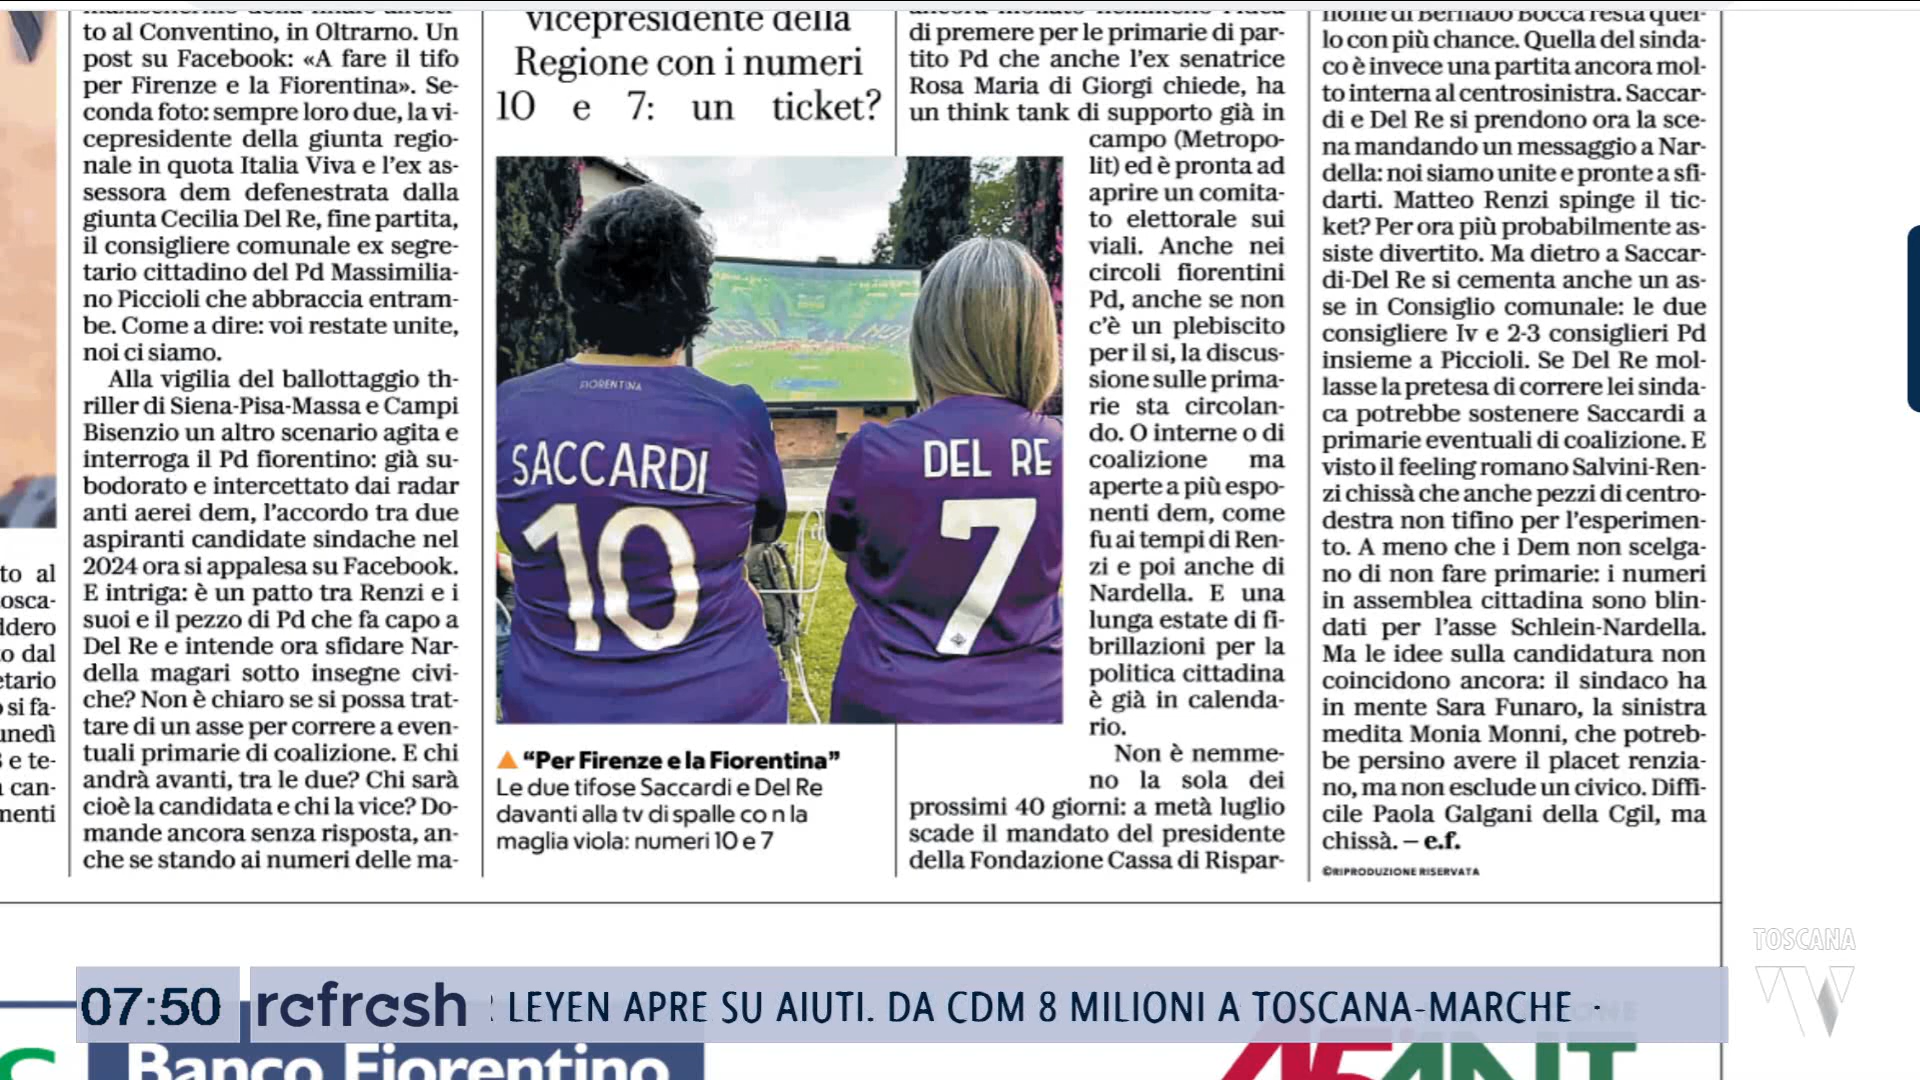 to al
osca-
ddero
o dal
etario
o si fa-
unedì
e te-
can-
menti
to al Conventino, in Oltrarno. Un
post su Facebook: «A fare il tifo
per Firenze e la Fiorentina». Se-
conda foto: sempre loro due, la vi-
cepresidente della giunta regio-
nale in quota Italia Viva e l'ex as-
sessora dem defenestrata dalla
giunta Cecilia Del Re, fine partita,
il consigliere comunale ex segre-
tario cittadino del Pd Massimilia-
no Piccioli che abbraccia entram-
be. Come a dire: voi restate unite,
noi ci siamo.
Alla vigilia del ballottaggio th-
riller di Siena-Pisa-Massa e Campi
Bisenzio un altro scenario agita e
interroga il Pd fiorentino: già su-
bodorato e intercettato dai radar
anti aerei dem, l'accordo tra due
aspiranti candidate sindache nel
2024 ora si appalesa su Facebook.
E intriga: è un patto tra Renzi e i
suoi e il pezzo di Pd che fa capo a
Del Re e intende ora sfidare Nar-
della magari sotto insegne civi-
che? Non è chiaro se si possa trat-
tare di un asse per correre a even-
tuali primarie di coalizione. E chi
andrà avanti, tra le due? Chi sarà
cioè la candidata e chi la vice? Do-
mande ancora senza risposta, an-
che se stando ai numeri delle ma-
vicepresidente della
Regione con i numeri
10 e 7: un ticket?
FIORENTINA
SACCARDI
10
DEL RE
7
"Per Firenze e la Fiorentina"
Le due tifose Saccardi e Del Re
davanti alla tv di spalle co n la
maglia viola: numeri 10 e 7
di premere per le primarie di par-
tito Pd che anche l'ex senatrice
Rosa Maria di Giorgi chiede, ha
un think tank di supporto già in
campo (Metropo-
lit) ed è pronta ad
aprire un comita-
to elettorale sui
viali. Anche nei
circoli fiorentini
Pd, anche se non
c'è un plebiscito
per il si, la discus-
sione sulle prima-
rie sta circolan-
do. O interne o di
coalizione ma
aperte a più espo-
nenti dem, come
fu ai tempi di Ren-
zi e poi anche di
Nardella. E una
lunga estate di fi-
brillazioni per la
politica cittadina
è già in calenda-
rio.
Non è nemme-
no la sola dei
prossimi 40 giorni: a metà luglio
scade il mandato del presidente
della Fondazione Cassa di Rispar-
nome di Bernabò Bocca resta quel-
lo con più chance. Quella del sinda-
co è invece una partita ancora mol-
to interna al centrosinistra. Saccar-
di e Del Re si prendono ora la sce-
na mandando un messaggio a Nar-
della: noi siamo unite e pronte a sfi-
darti. Matteo Renzi spinge il tic-
ket? Per ora più probabilmente as-
siste divertito. Ma dietro a Saccar-
di-Del Re si cementa anche un as-
se in Consiglio comunale: le due
consigliere Iv e 2-3 consiglieri Pd
insieme a Piccioli. Se Del Re mol-
lasse la pretesa di correre lei sinda-
ca potrebbe sostenere Saccardi a
primarie eventuali di coalizione. E
visto il feeling romano Salvini-Ren-
zi chissà che anche pezzi di centro-
destra non tifino per l'esperimen-
to. A meno che i Dem non scelga-
no di non fare primarie: i numeri
in assemblea cittadina sono blin-
dati per l'asse Schlein-Nardella.
Ma le idee sulla candidatura non
coincidono ancora: il sindaco ha
in mente Sara Funaro, la sinistra
medita Monia Monni, che potreb-
be persino avere il placet renzia-
no, ma non esclude un civico. Diffi-
cile Paola Galgani della Cgil, ma
chissà. – e.f.
©RIPRODUZIONE RISERVATA
TOSCANA
07:50 refresh LEYEN APRE SU AIUTI. DA CDM 8 MILIONI A TOSCANA-MARCHE -
Banco Fiorentino